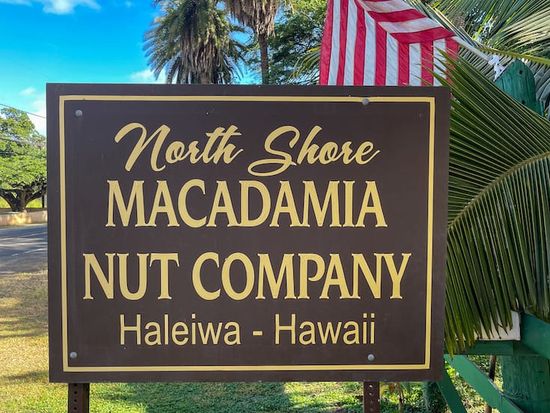 North Shore
MACADAMIA
NUT COMPANY
Haleiwa - Hawaii